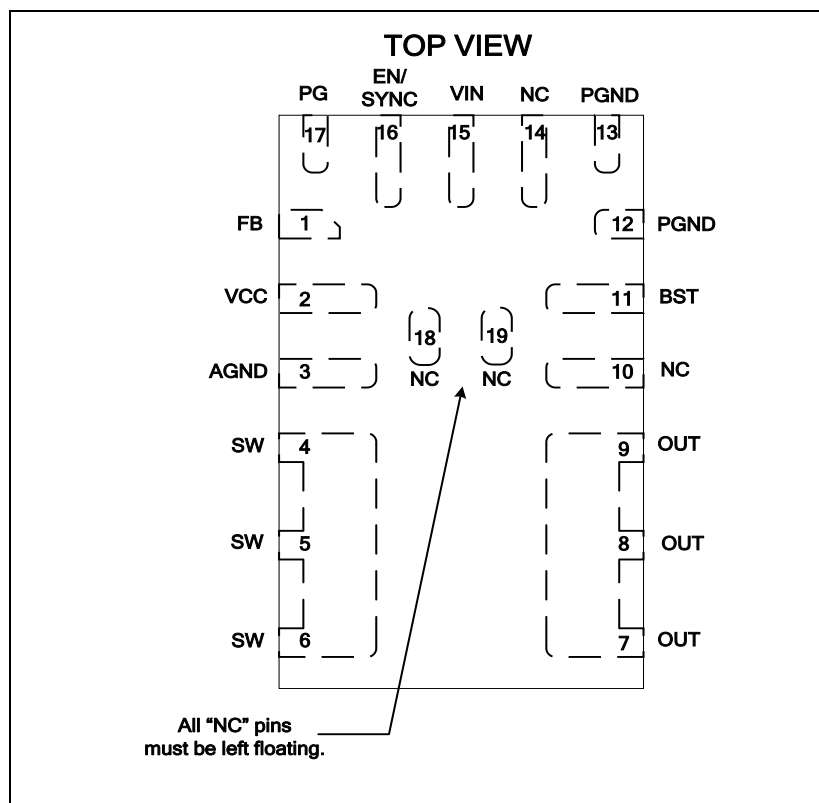 TOP VIEW
PG
EN/
SYNC
VIN
NC
PGND
17
16
15
14
13
FB
1
12
PGND
VCC
2
11
BST
18
19
AGND
3
NC
NC
10
NC
SW
4
9
OUT
SW
5
8
OUT
SW
6
7
OUT
All “NC” pins
must be left floating.